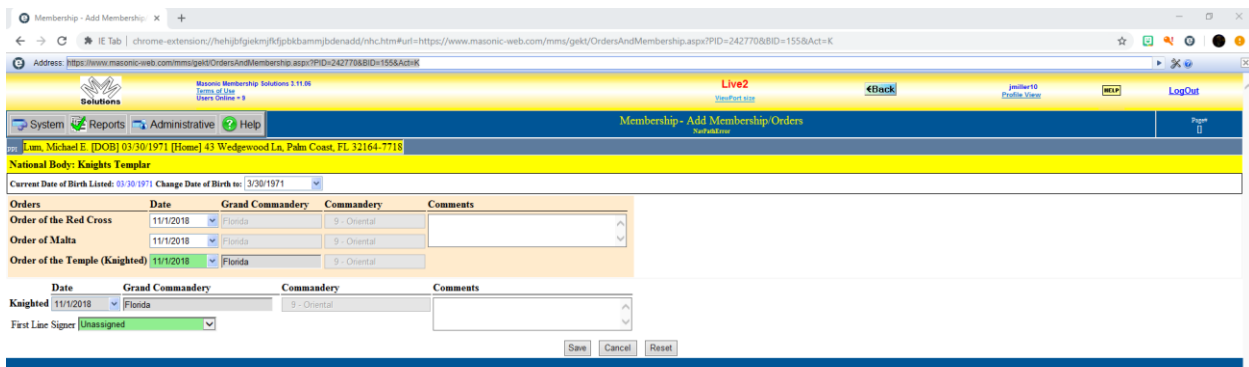 Membership - Add Membership/
IE Tab | chrome-extension://hehijbfgiekmjfkfjpbkbammjbdenadd/nhc.htm#url=https://www.masonic-web.com/mms/gekt/OrdersAndMembership.aspx?PID=242770&BID=155&Act=K
Address: https://www.masonic-web.com/mms/gekt/OrdersAndMembership.aspx?PID=242770&BID=155&Act=K
Solutions
Masonic Membership Solutions 3.11.06
Terms of Use
Users Online = 9
Live2
ViewPort size
Back
jmiller10
Profile View
HELP
LogOut
System Reports Administrative Help
Membership - Add Membership/Orders
NavPathError
Page#
Lum, Michael E. [DOB] 03/30/1971 [Home] 43 Wedgewood Ln, Palm Coast, FL 32164-7718
National Body: Knights Templar
Current Date of Birth Listed: 03/30/1971 Change Date of Birth to: 3/30/1971
Orders Date Grand Commandery Commandery Comments
Order of the Red Cross 11/1/2018 Florida 9 - Oriental
Order of Malta 11/1/2018 Florida 9 - Oriental
Order of the Temple (Knighted) 11/1/2018 Florida 9 - Oriental
Date Grand Commandery Commandery Comments
Knighted 11/1/2018 Florida 9 - Oriental
First Line Signer Unassigned
Save Cancel Reset